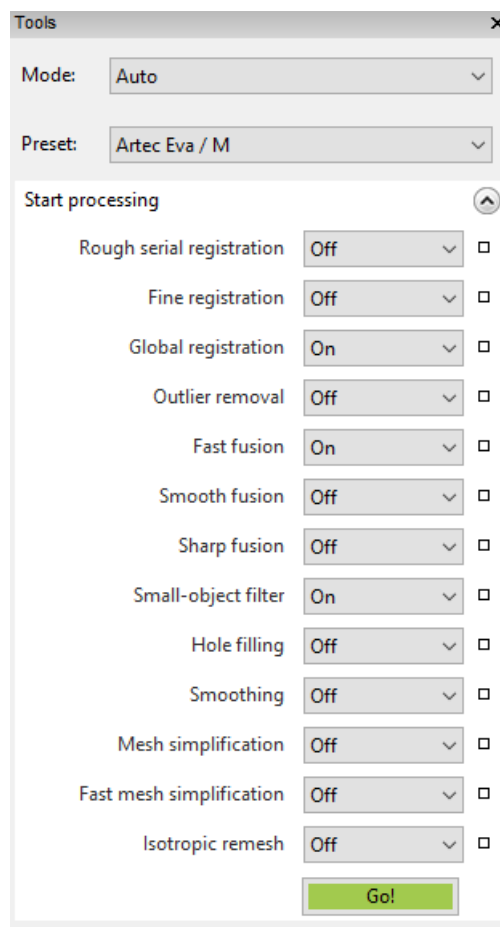 Tools
Mode: Auto
Preset: Artec Eva / M
Start processing
Rough serial registration Off
Fine registration Off
Global registration On
Outlier removal Off
Fast fusion On
Smooth fusion Off
Sharp fusion Off
Small-object filter On
Hole filling Off
Smoothing Off
Mesh simplification Off
Fast mesh simplification Off
Isotropic remesh Off
Go!